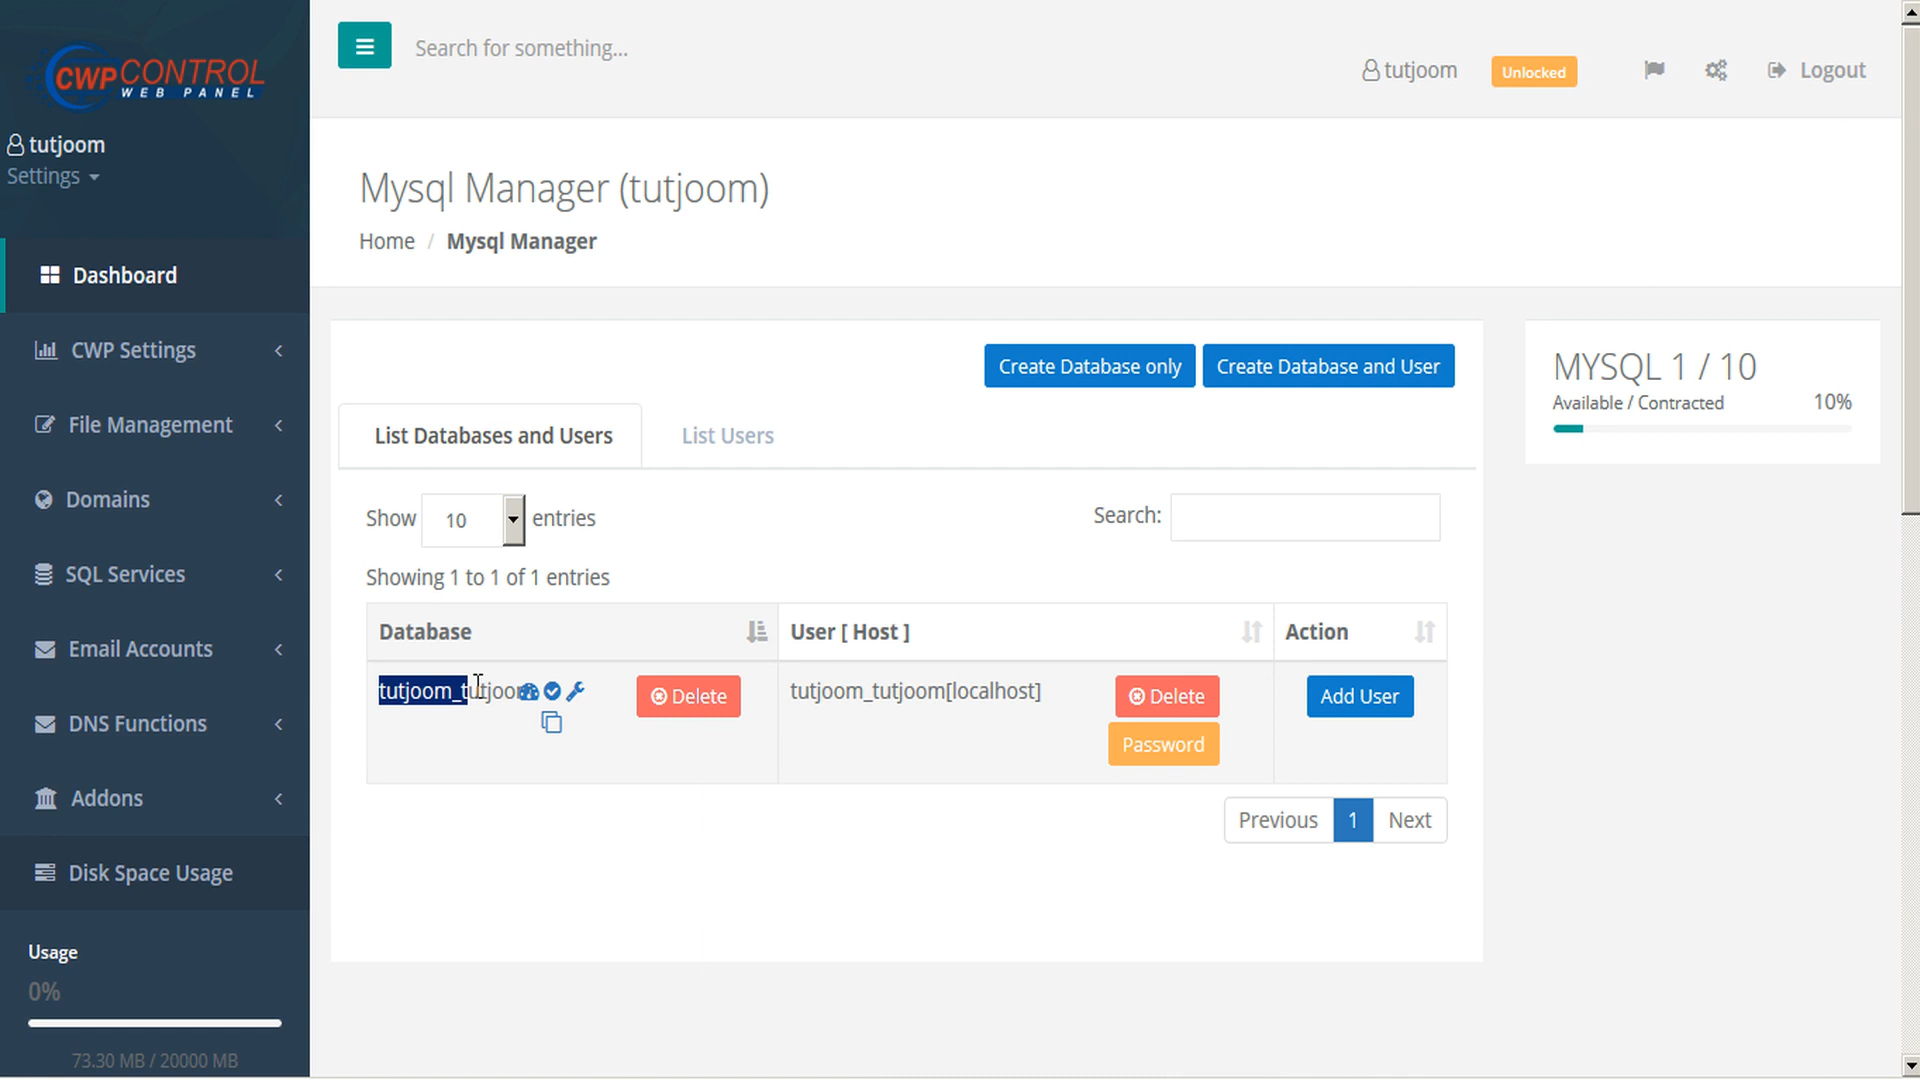 CWP CONTROL
WEB PANEL
tutjoom
Settings
Dashboard
CWP Settings
File Management
Domains
SQL Services
Email Accounts
DNS Functions
Addons
Disk Space Usage
Usage
0%
73.30 MB / 20000 MB
Search for something...
tutjoom
Unlocked
Logout
Mysql Manager (tutjoom)
Home / Mysql Manager
Create Database only
Create Database and User
List Databases and Users
List Users
Show 10 entries
Search:
Showing 1 to 1 of 1 entries
Database
User [ Host ]
Action
tutjoom_tutjoom
Delete
tutjoom_tutjoom[localhost]
Delete
Password
Add User
Previous
1
Next
MYSQL 1 / 10
Available / Contracted
10%